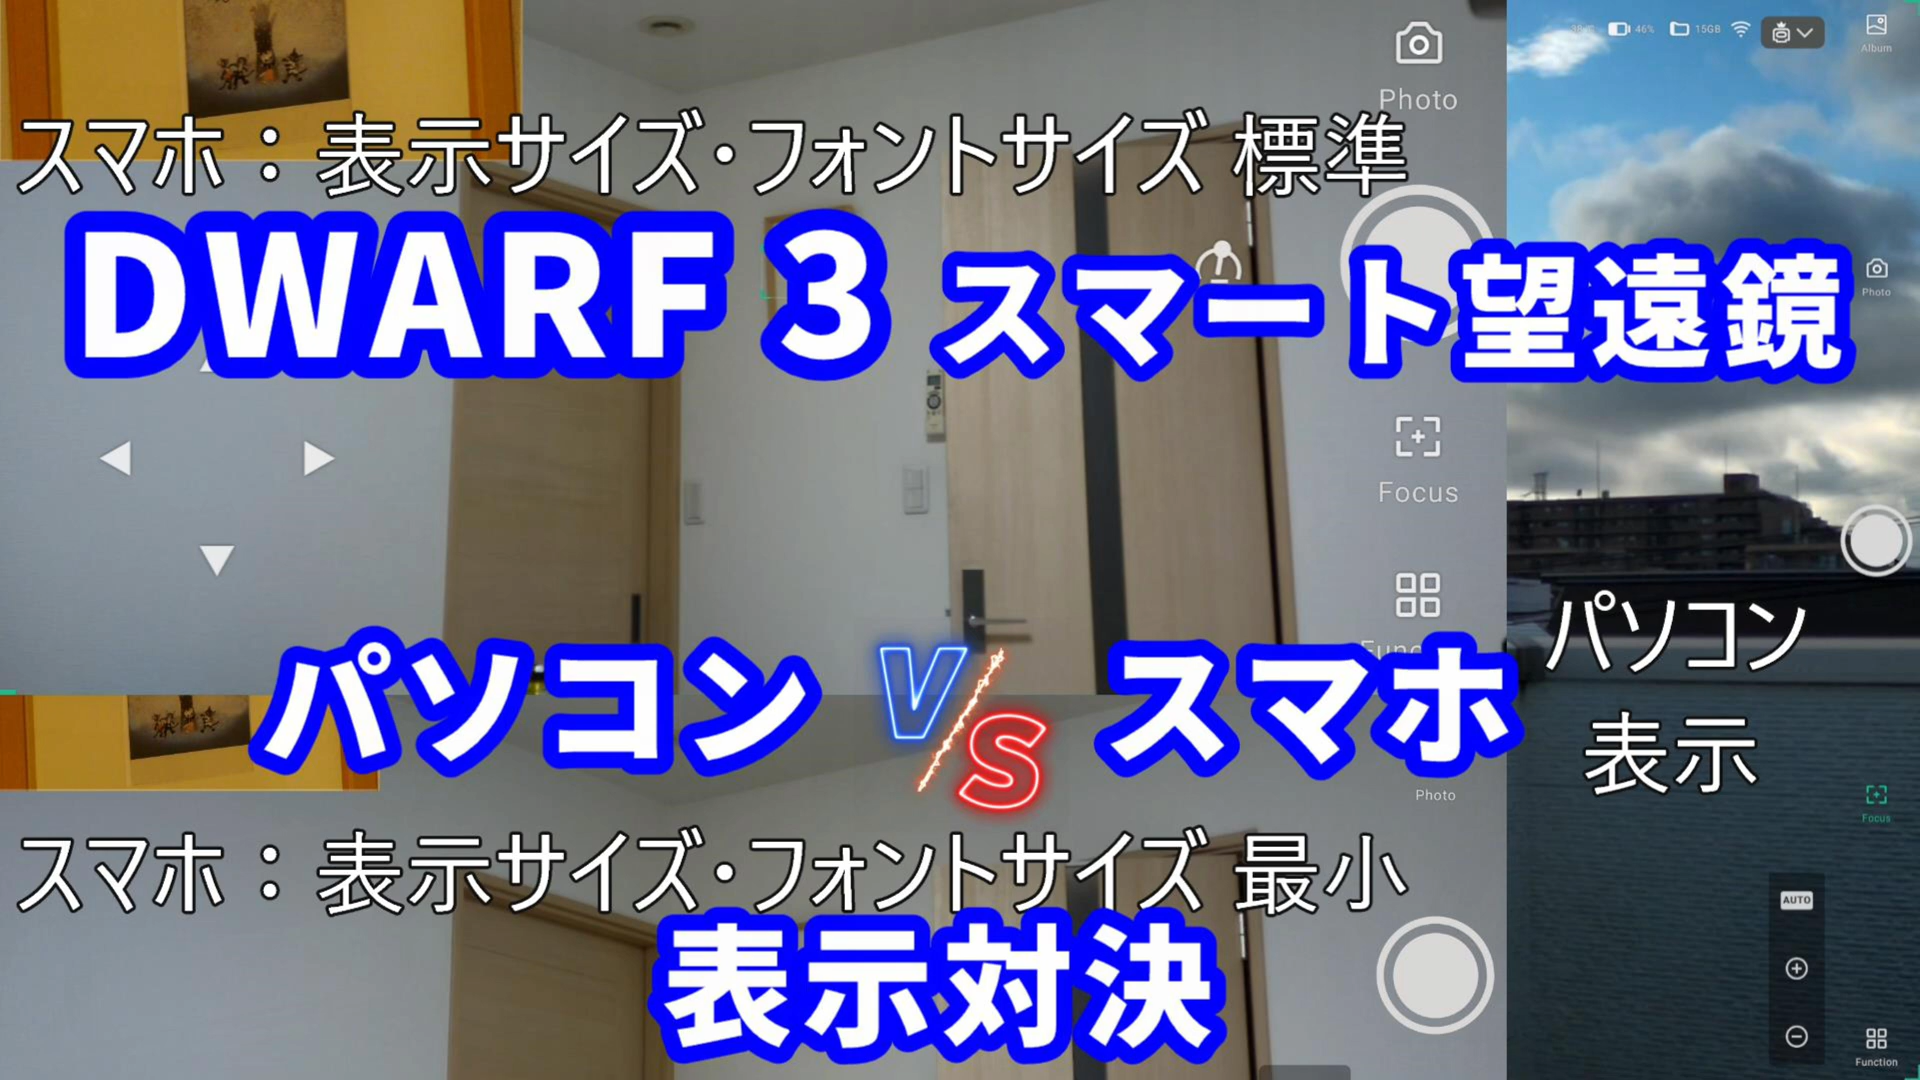 38°C 46% 15GB
Album
Photo
スマホ：表示サイズ・フォントサイズ 標準
DWARF 3 スマート望遠鏡
Photo
Focus
パソコン
表示
パソコン VS スマホ
Photo
Focus
スマホ：表示サイズ・フォントサイズ 最小
AUTO
表示対決
Function